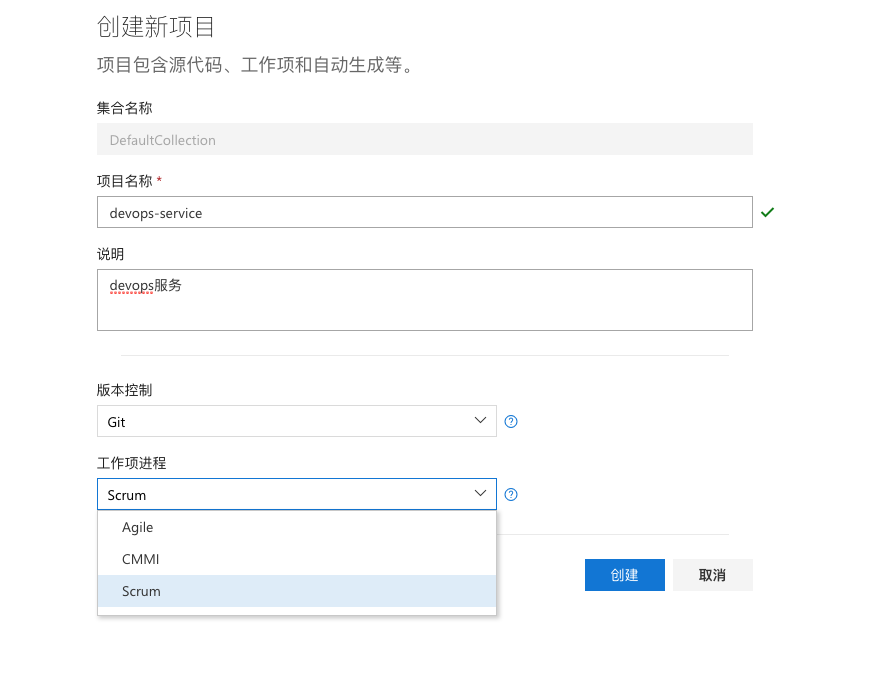 创建新项目
项目包含源代码、工作项和自动生成等。
集合名称
DefaultCollection
项目名称 *
devops-service
说明
devops服务
版本控制
Git
工作项进程
Scrum
Agile
CMMI
Scrum
创建 取消